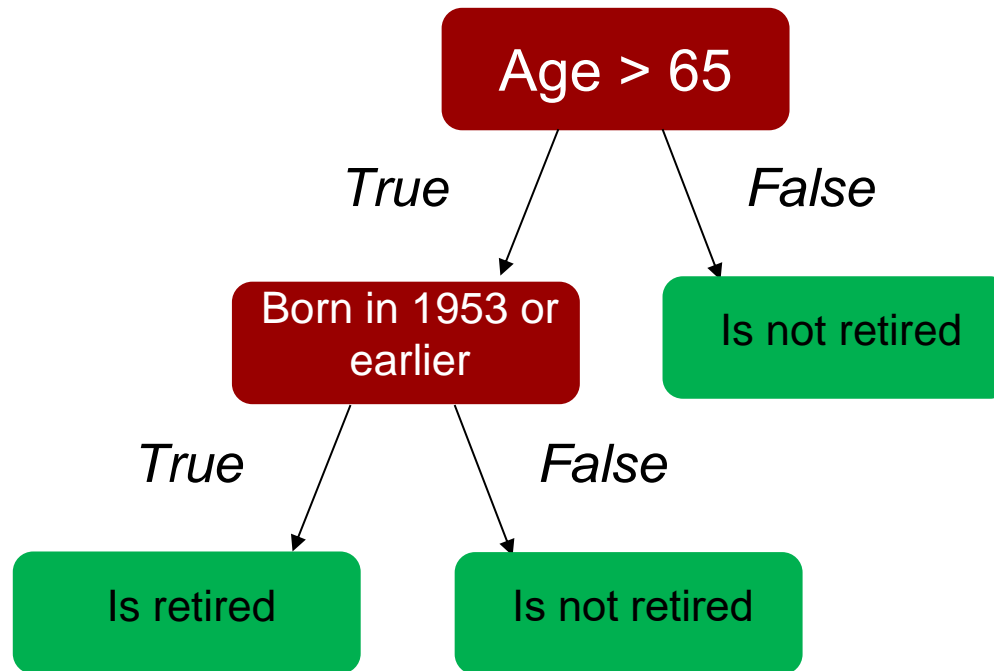 Age > 65
True
False
Born in 1953 or
earlier
Is not retired
True
False
Is retired
Is not retired